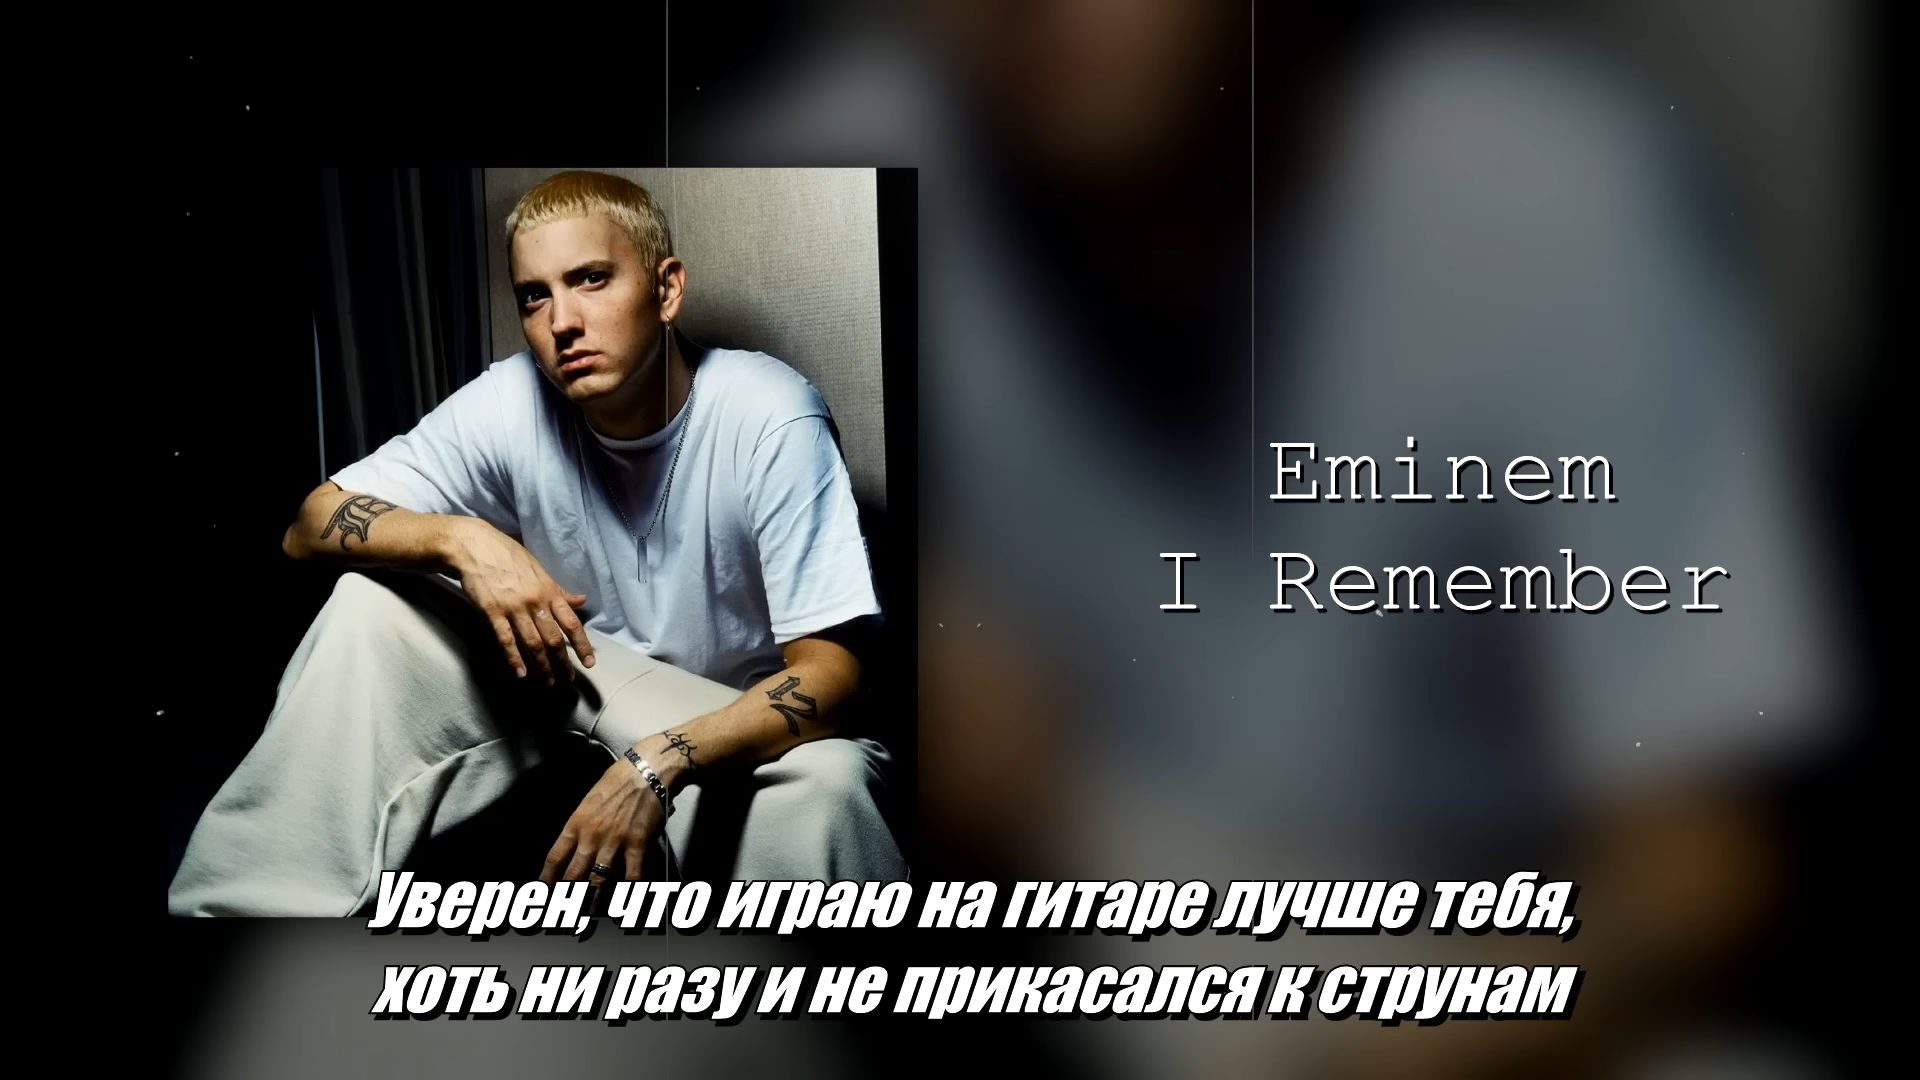 Eminem
I Remember
Уверен, что играю на гитаре лучше тебя,
хоть ни разу и не прикасался к струнам